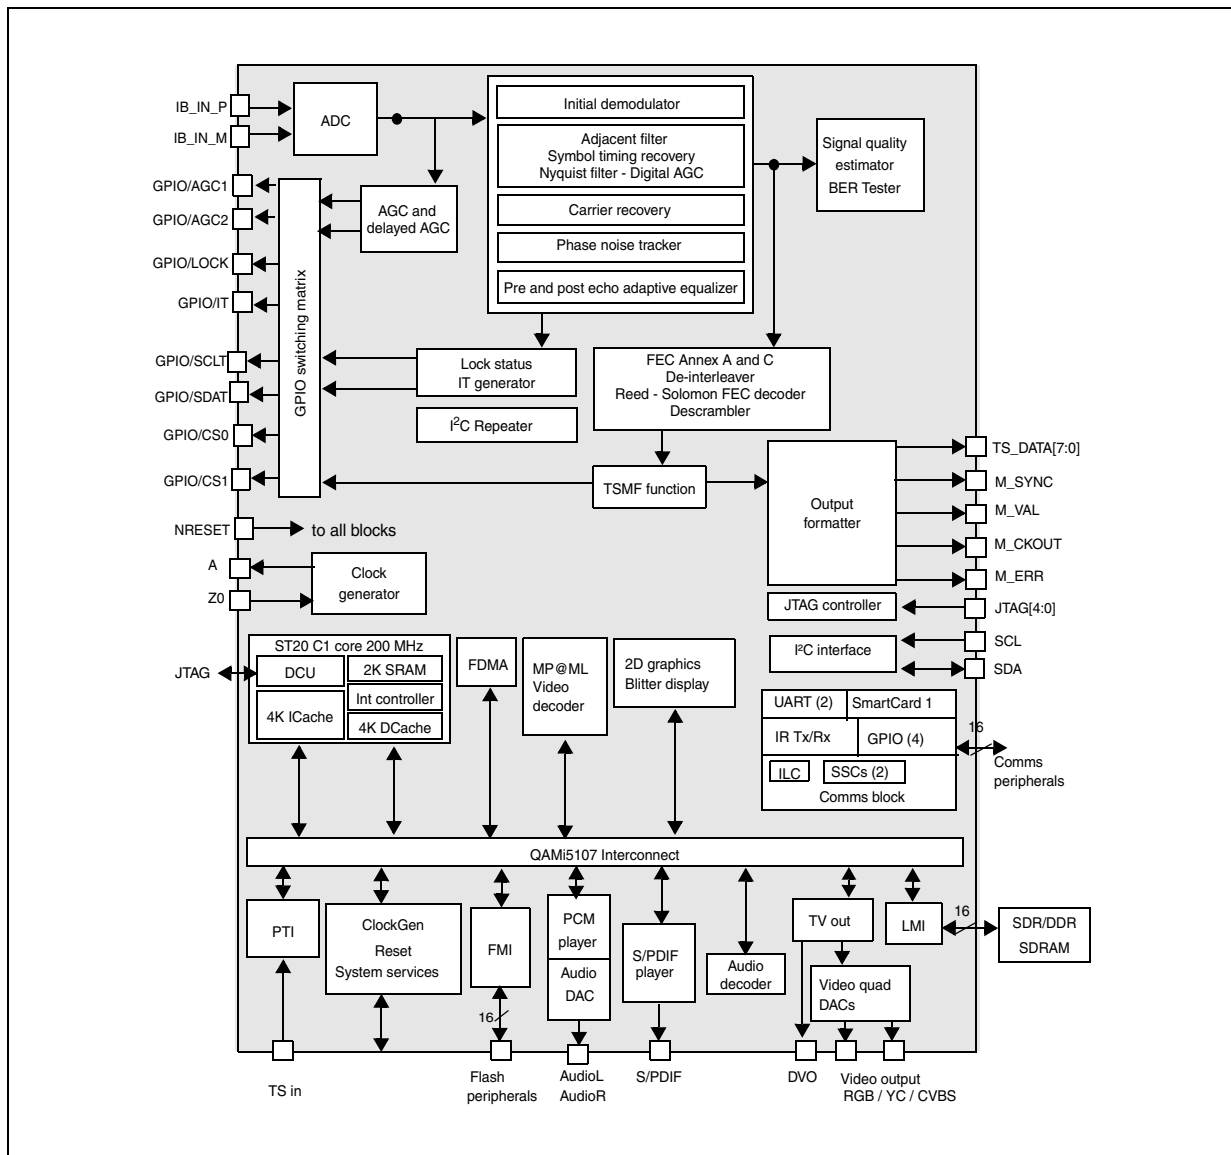 IB_IN_P
IB_IN_M
ADC
Initial demodulator
Adjacent filter
Symbol timing recovery
Nyquist filter - Digital AGC
Carrier recovery
Phase noise tracker
Pre and post echo adaptive equalizer
Signal quality
estimator
BER Tester
GPIO/AGC1
GPIO/AGC2
GPIO/LOCK
GPIO/IT
GPIO/SCLT
GPIO/SDAT
GPIO/CS0
GPIO/CS1
GPIO switching matrix
AGC and
delayed AGC
Lock status
IT generator
I2C Repeater
FEC Annex A and C
De-interleaver
Reed - Solomon FEC decoder
Descrambler
TSMF function
Output
formatter
TS_DATA[7:0]
M_SYNC
M_VAL
M_CKOUT
M_ERR
NRESET
to all blocks
A
Z0
Clock
generator
JTAG controller
JTAG[4:0]
I²C interface
SCL
SDA
JTAG
ST20 C1 core 200 MHz
DCU
2K SRAM
4K ICache
Int controller
4K DCache
FDMA
MP@ML
Video
decoder
2D graphics
Blitter display
UART (2)
SmartCard 1
IR Tx/Rx
GPIO (4)
ILC
SSCs (2)
Comms block
16
Comms
peripherals
QAMi5107 Interconnect
PTI
ClockGen
Reset
System services
FMI
16
PCM
player
Audio
DAC
S/PDIF
player
Audio
decoder
TV out
Video quad
DACs
LMI
16
SDR/DDR
SDRAM
TS in
Flash
peripherals
AudioL
AudioR
S/PDIF
DVO
Video output
RGB / YC / CVBS